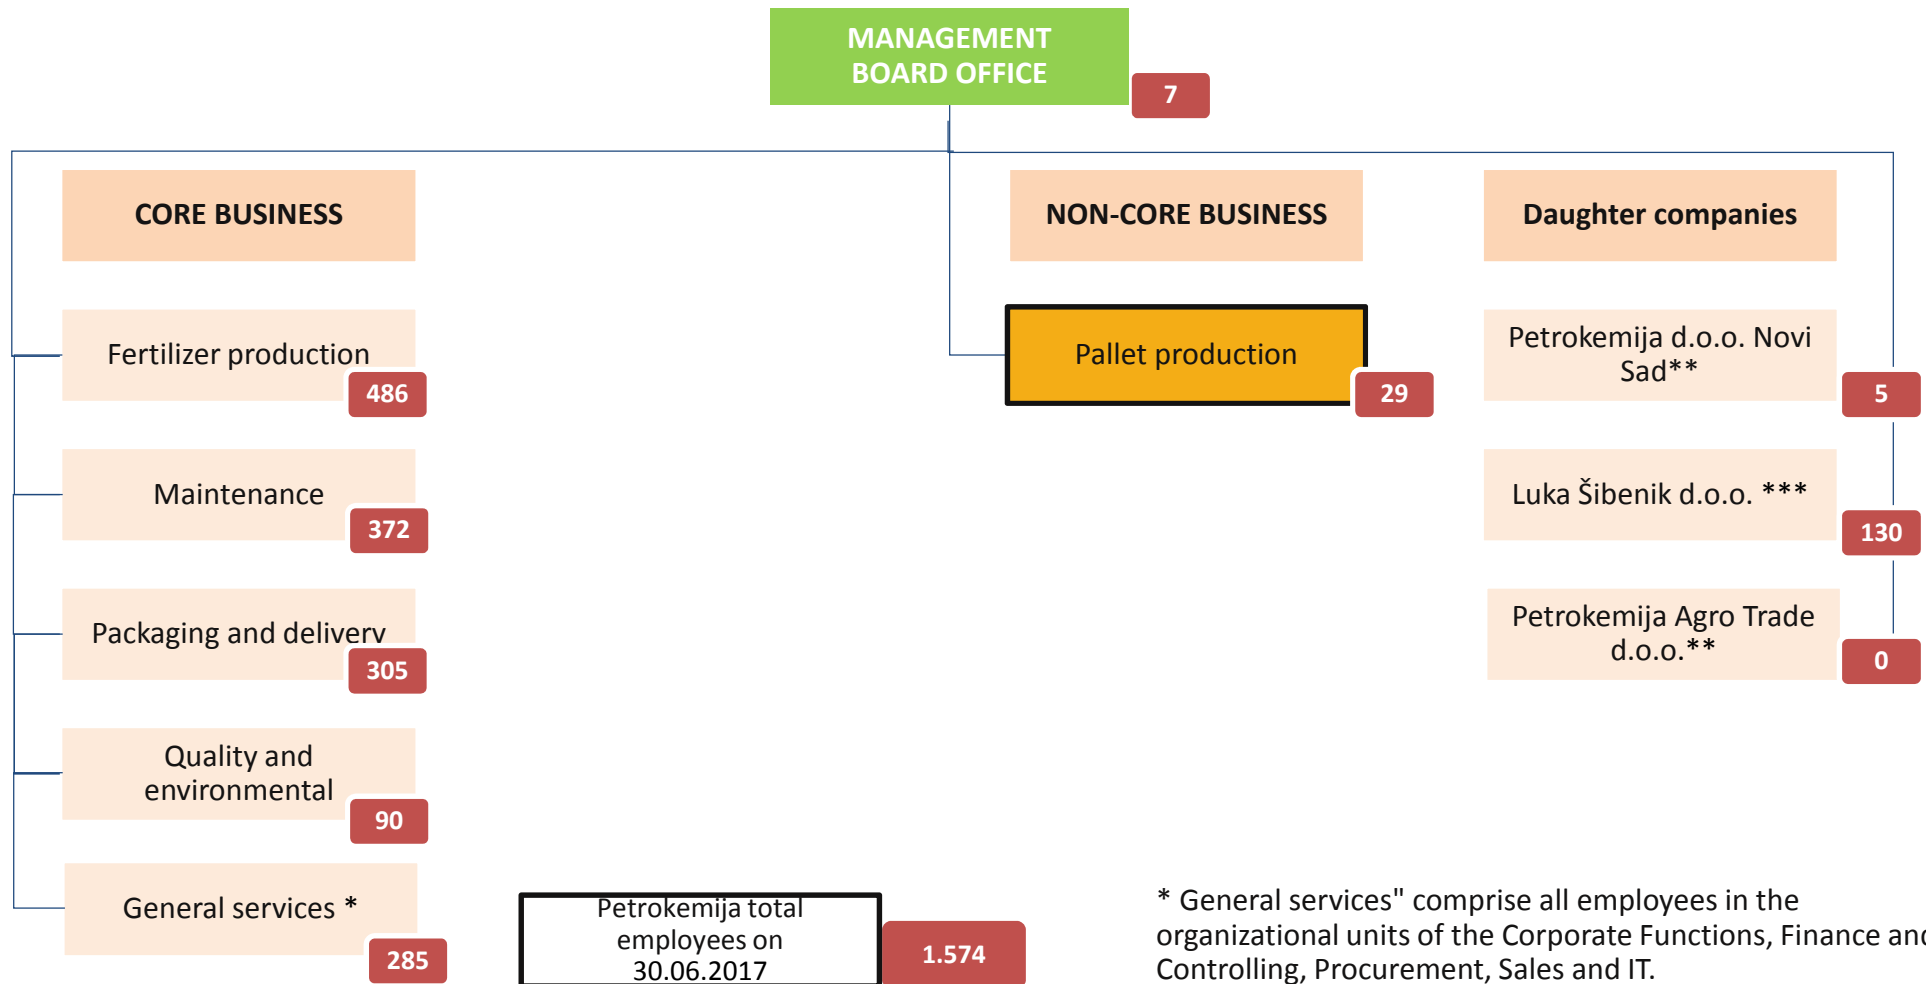 MANAGEMENT
BOARD OFFICE
7
CORE BUSINESS
NON-CORE BUSINESS
Daughter companies
Fertilizer production
486
Pallet production
29
Petrokemija d.o.o. Novi
Sad**
5
Maintenance
372
Luka Šibenik d.o.o. ***
130
Packaging and delivery
305
Petrokemija Agro Trade
d.o.o.**
0
Quality and
environmental
90
General services *
285
Petrokemija total
employees on
30.06.2017
1.574
* General services" comprise all employees in the
organizational units of the Corporate Functions, Finance and
Controlling, Procurement, Sales and IT.